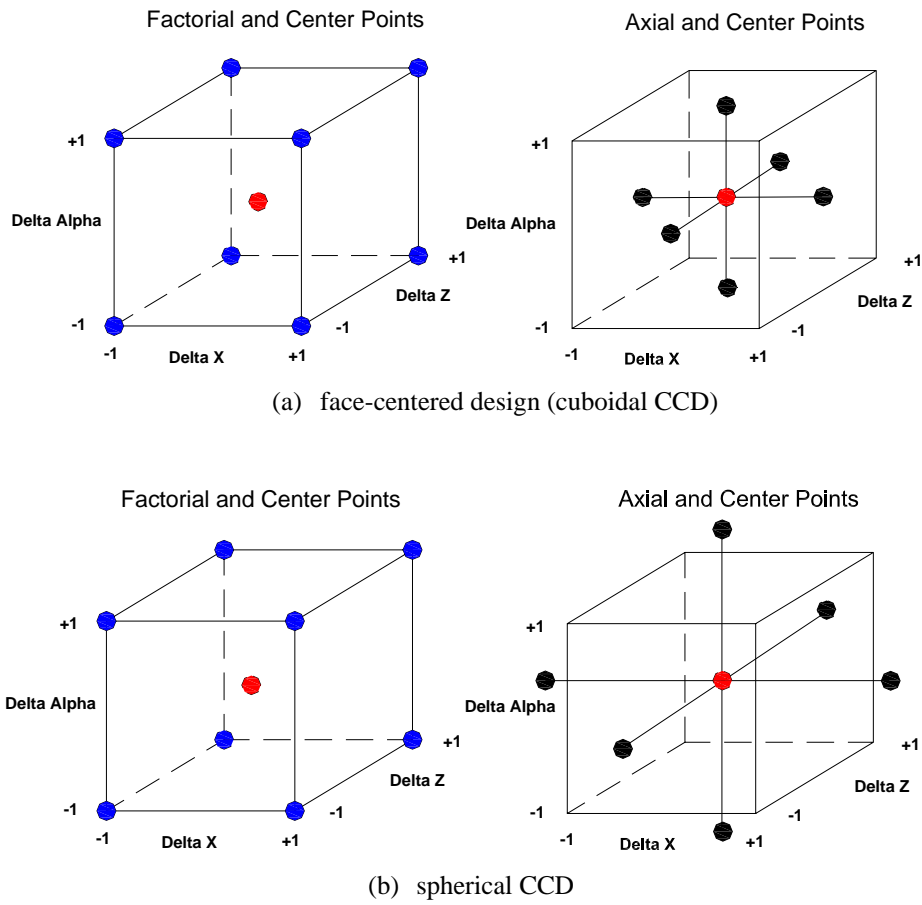 Factorial and Center Points
Axial and Center Points
+1
Delta Alpha
-1
-1
Delta X
+1
-1
Delta Z
+1
+1
Delta Alpha
-1
-1
Delta X
+1
-1
Delta Z
+1
(a) face-centered design (cuboidal CCD)
Factorial and Center Points
Axial and Center Points
+1
Delta Alpha
-1
-1
Delta X
+1
-1
Delta Z
+1
+1
Delta Alpha
-1
-1
Delta X
+1
-1
Delta Z
+1
(b) spherical CCD